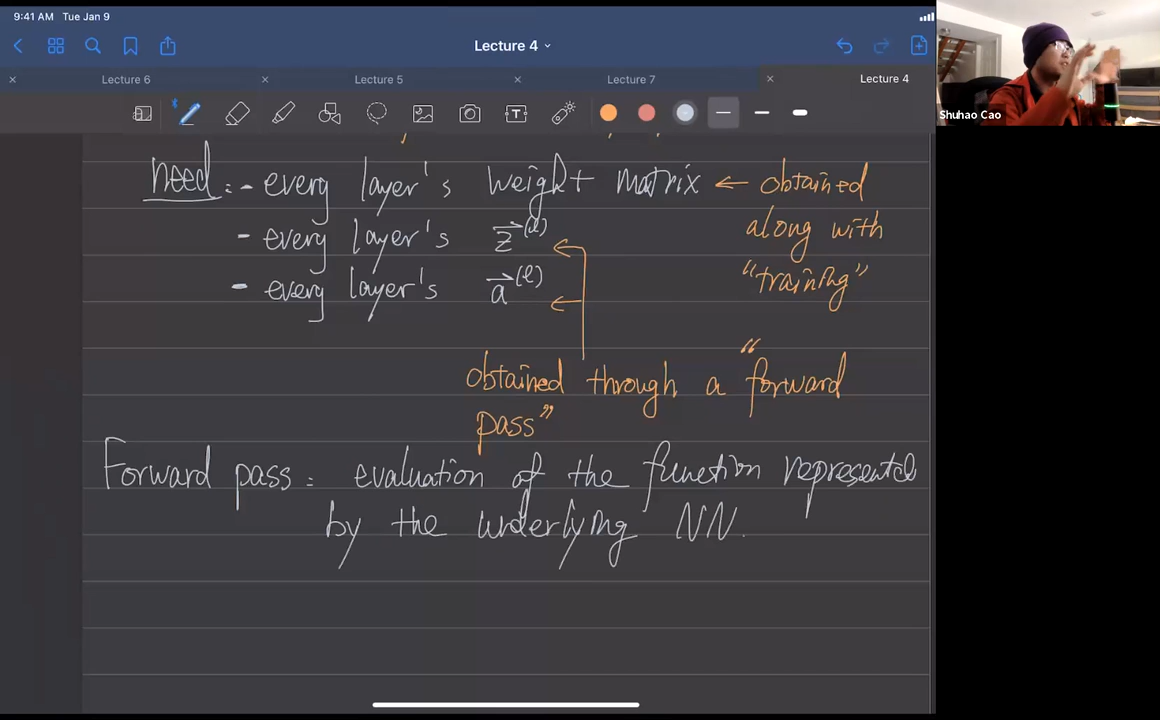 9:41 AM Tue Jan 9
Lecture 4
Lecture 6
Lecture 5
Lecture 7
Lecture 4
Shuhao Cao
need: - every layer's weight matrix ← obtained
along with
"training"
- every layer's z^(l)
- every layer's a^(l)
obtained through a "forward
pass"
Forward pass: evaluation of the function represented
by the underlying NN.